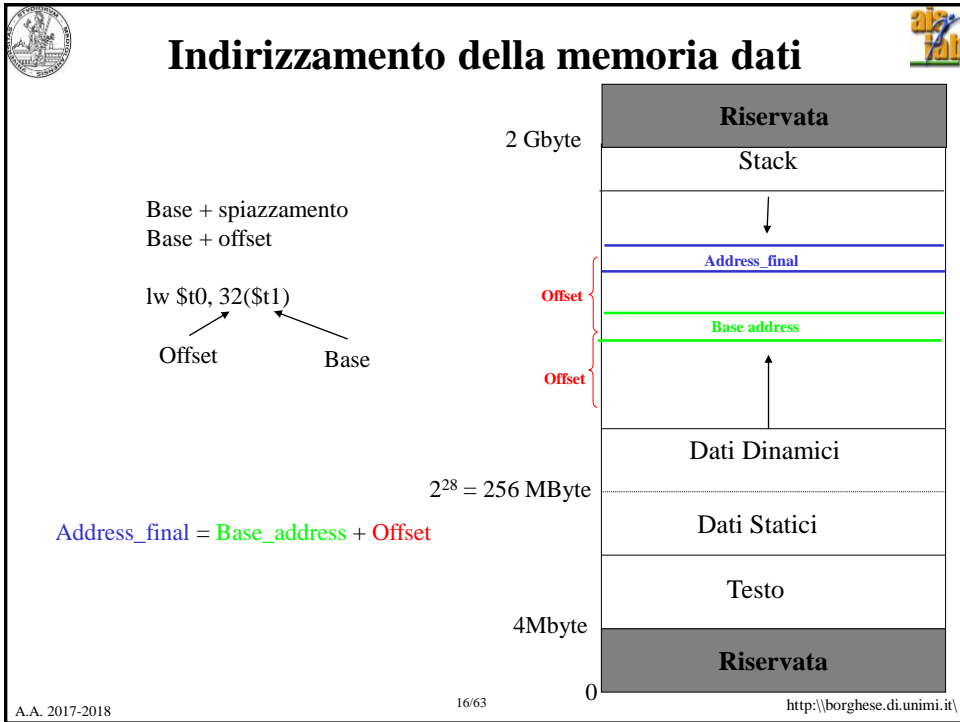 Indirizzamento della memoria dati
Riservata
2 Gbyte
Stack
Base + spiazzamento
Base + offset
Address_final
lw $t0, 32($t1)
Offset
Base address
Offset
Base
Offset
Dati Dinamici
2²⁸ = 256 MByte
Address_final = Base_address + Offset
Dati Statici
Testo
4Mbyte
Riservata
0
A.A. 2017-2018
16/63
http:\\borghese.di.unimi.it\